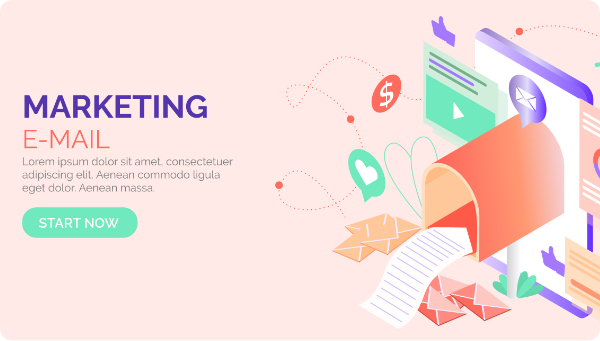 MARKETING
E-MAIL
Lorem ipsum dolor sit amet. consectetuer
adipiscing elit. Aenean commodo ligula
eget dolor. Aenean massa.
START NOW
$